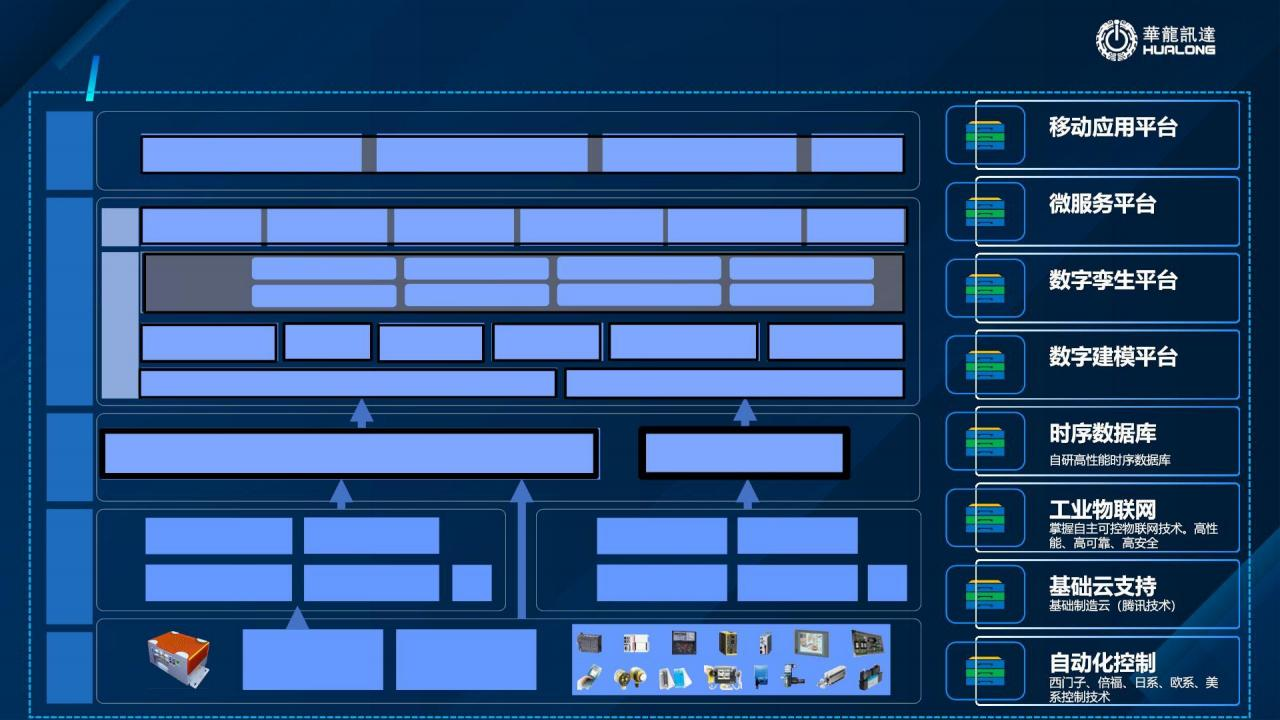 華龍訊達
HUALONG
移动应用平台
微服务平台
数字孪生平台
数字建模平台
时序数据库
自研高性能时序数据库
工业物联网
掌握自主可控物联网技术。高性
能、高可靠、高安全
基础云支持
基础制造云（腾讯技术）
自动化控制
西门子、倍福、日系、欧系、美
系控制技术